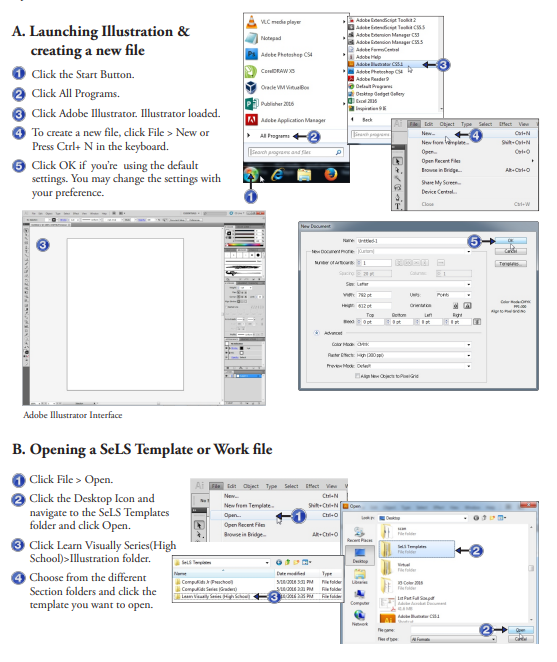 A. Launching Illustration &
creating a new file
1 Click the Start Button.
2 Click All Programs.
3 Click Adobe Illustrator. Illustrator loaded.
4 To create a new file, click File > New or
Press Ctrl+ N in the keyboard.
5 Click OK if you're using the default
settings. You may change the settings with
your preference.
VLC media player
Notepad
Adobe Photoshop CS4
CorelDRAW X5
Oracle VM VirtualBox
Publisher 2016
Adobe Application Manager
All Programs
2
Search programs and files
1
Adobe ExtendScript Toolkit 2
Adobe ExtendScript Toolkit CS5.5
Adobe Extension Manager CS3
Adobe Extension Manager CS5.5
Adobe FormsCentral
Adobe Help
Adobe Illustrator CS5.1
3
Adobe Photoshop CS4
Adobe Reader 9
Default Programs
Desktop Gadget Gallery
Excel 2016
Inspiration 9 IE
Back
Search programs
Ai File Edit Object Type Select Effect View
New... Ctrl+N
4
New from Template... Shift+Ctrl+N
Open... Ctrl+O
Open Recent Files
Browse in Bridge... Alt+Ctrl+O
Share My Screen...
Device Central...
Close Ctrl+W
3
Adobe Illustrator Interface
New Document
Name: Untitled-1
5
OK
New Document Profile: [Custom]
Cancel
Number of Artboards: 1
Templates...
Spacing: 20 pt Columns: 1
Size: Letter
Width: 792 pt Units: Points
Height: 612 pt Orientation:
Top Bottom Left Right
Bleed: 0 pt 0 pt 0 pt 0 pt
Color Mode:CMYK
PPI:300
Align to Pixel Grid:No
Advanced
Color Mode: CMYK
Raster Effects: High (300 ppi)
Preview Mode: Default
Align New Objects to Pixel Grid
B. Opening a SeLS Template or Work file
1 Click File > Open.
2 Click the Desktop Icon and
navigate to the SeLS Templates
folder and click Open.
3 Click Learn Visually Series(High
School)>Illustration folder.
4 Choose from the different
Section folders and click the
template you want to open.
Ai File Edit Object Type Select Effect View
New... Ctrl+N
New from Template... Shift+Ctrl+N
Open... Ctrl+O
1
Open Recent Files
Browse in Bridge... Alt+Ctrl+O
SeLS Templates
Name Date modified Type
CompuKids A (Preschool) 5/10/2018 3:31 PM File folder
CompuKids Series (Graders) 5/10/2018 3:31 PM File folder
Learn Visually Series (High School) 3 File folder
Open
Look in: Desktop
Recent Places
Desktop
Libraries
Computer
Network
File folder
SeLS Templates
File folder
2
Virtual
File folder
X5 Color 2018
File folder
1st Part Full Size.pdf
Adobe Acrobat Document
Adobe Illustrator CS5.1
File name:
2
Open
Files of type: All Formats
Cancel